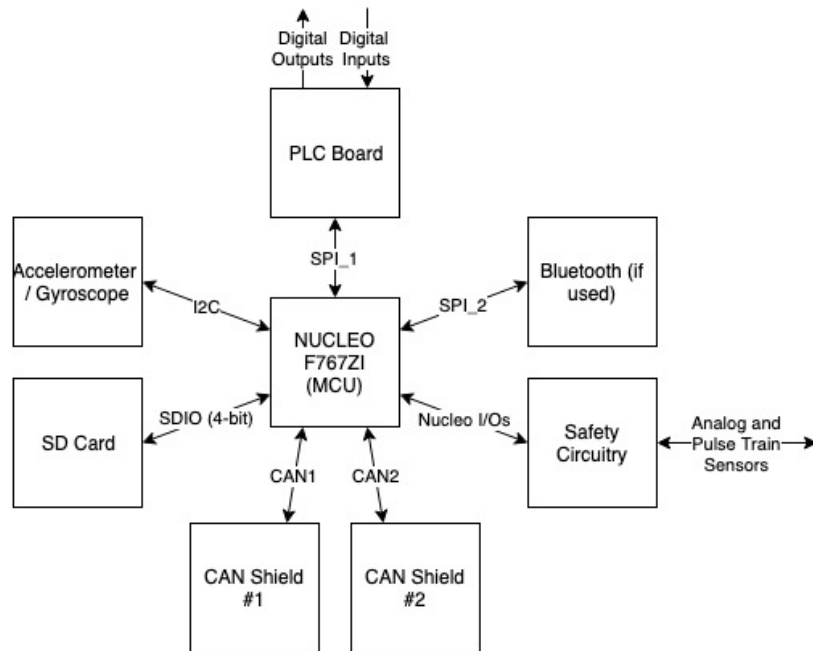 Digital
Outputs
Digital
Inputs
PLC Board
SPI_1
Accelerometer
/ Gyroscope
I2C
Bluetooth (if
used)
SPI_2
NUCLEO
F767ZI
(MCU)
SD Card
SDIO (4-bit)
Nucleo I/Os
Safety
Circuitry
Analog and
Pulse Train
Sensors
CAN1
CAN2
CAN Shield
#1
CAN Shield
#2